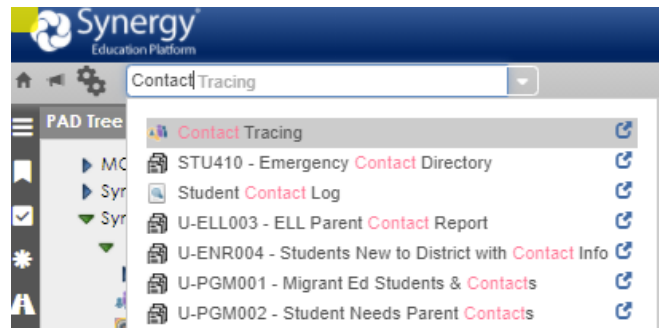 Synergy
Education Platform
Contact Tracing
PAD Tree
Contact Tracing
MC
STU410 - Emergency Contact Directory
Syr
Student Contact Log
Syr
U-ELL003 - ELL Parent Contact Report
U-ENR004 - Students New to District with Contact Info
U-PGM001 - Migrant Ed Students & Contacts
U-PGM002 - Student Needs Parent Contacts